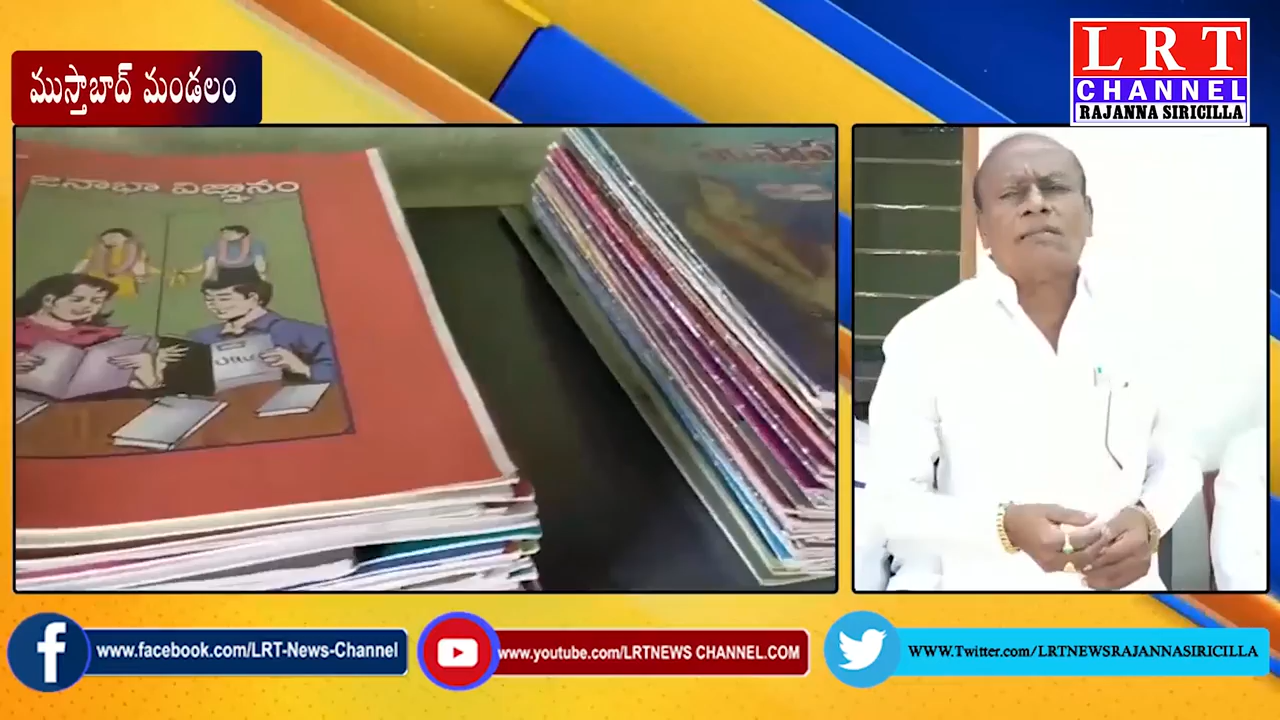 ముస్తాబాద్ మండలం
LRT
CHANNEL
RAJANNA SIRICILLA
జనాభా విజ్ఞానం
www.facebook.com/LRT-News-Channel
www.youtube.com/LRTNEWS CHANNEL.COM
WWW.Twitter.com/LRTNEWSRAJANNASIRICILLA